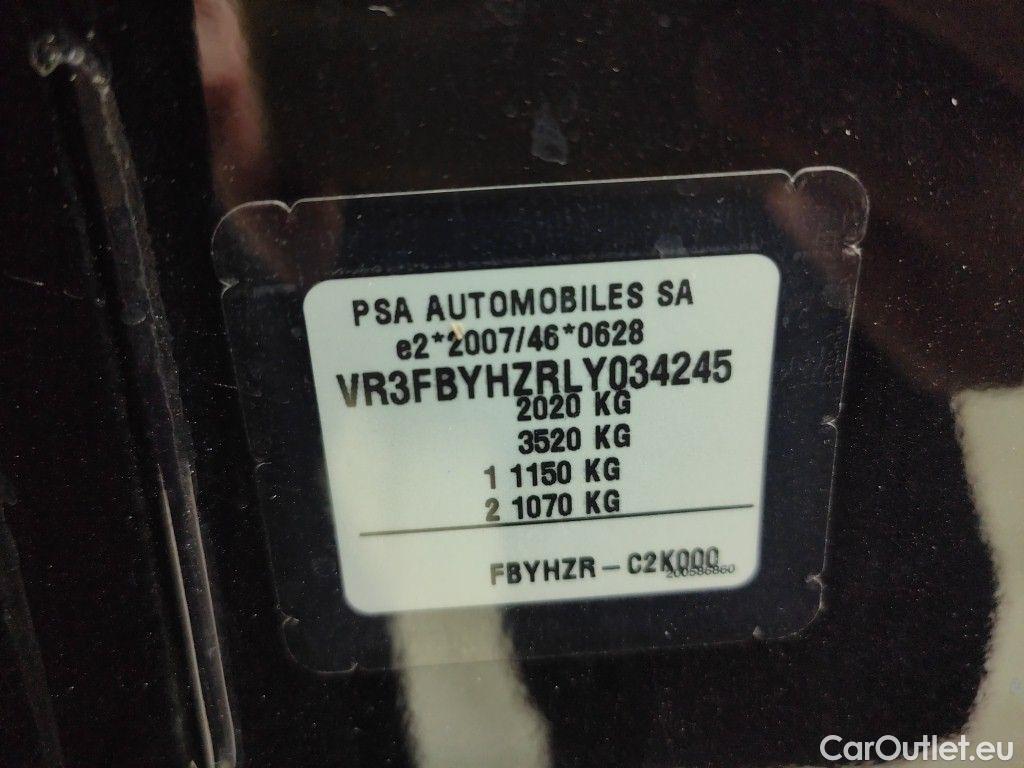 PSA AUTOMOBILES SA
e2*2007/46*0628
VR3FBYHZRLY034245
2020 KG
3520 KG
1 1150 KG
2 1070 KG
FBYHZR - C2K000
CarOutlet.eu